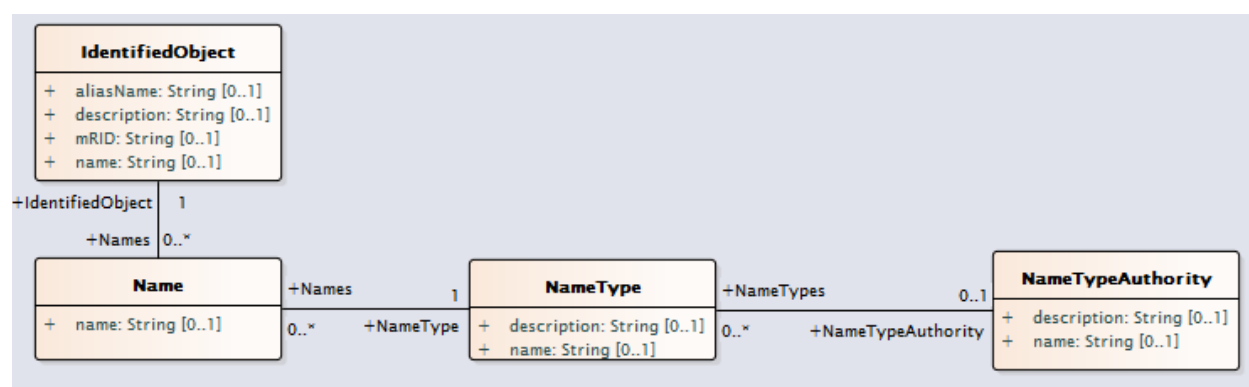 IdentifiedObject
+ aliasName: String [0..1]
+ description: String [0..1]
+ mRID: String [0..1]
+ name: String [0..1]
+IdentifiedObject 1
+Names 0..*
Name
+ name: String [0..1]
+Names 1
0..* +NameType
NameType
+ description: String [0..1]
+ name: String [0..1]
+NameTypes 0..1
0..* +NameTypeAuthority
NameTypeAuthority
+ description: String [0..1]
+ name: String [0..1]